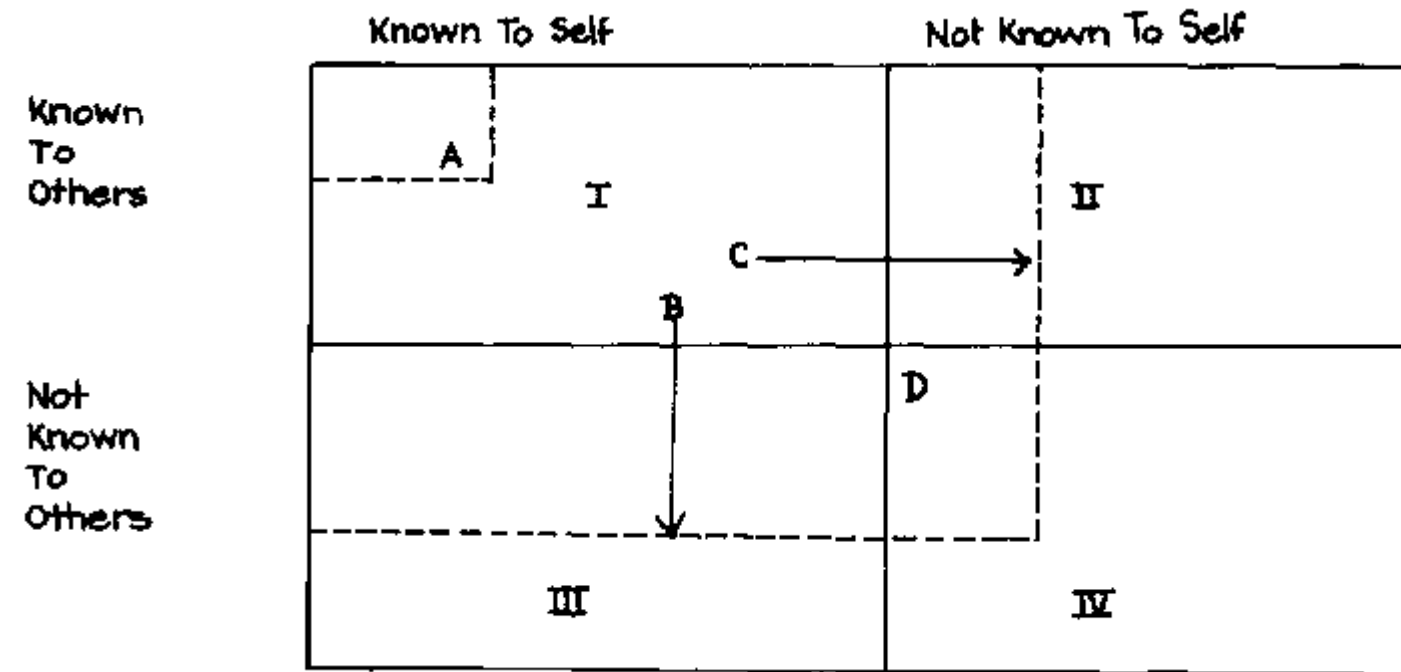 Known To Self
Not Known To Self
Known
To
Others
A
I
II
C
B
Not
Known
To
Others
D
III
IV